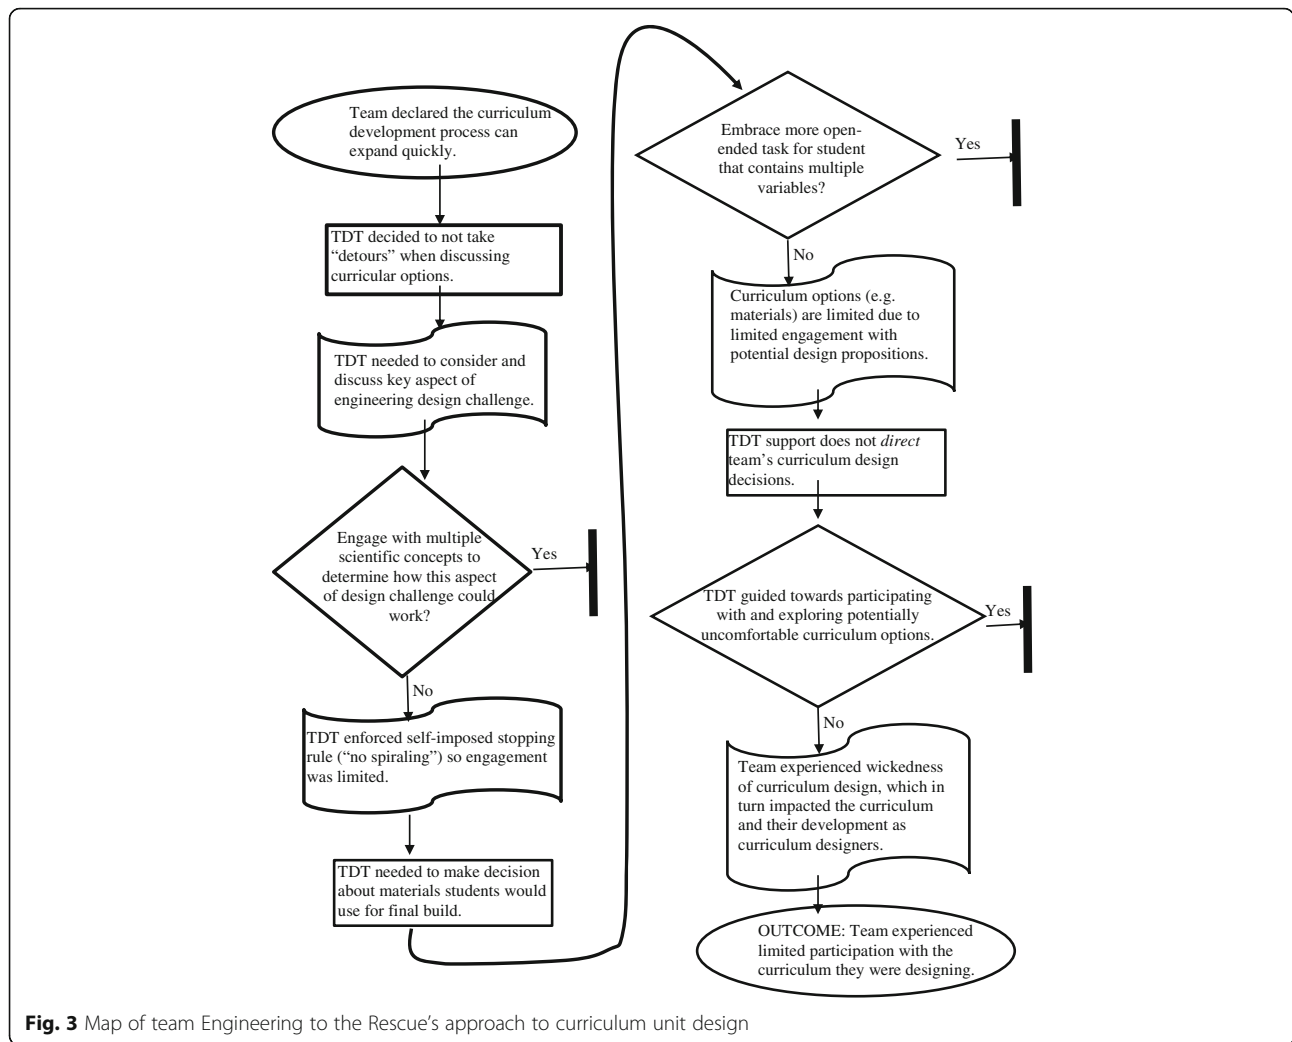 Team declared the curriculum
development process can
expand quickly.
TDT decided to not take
“detours” when discussing
curricular options.
TDT needed to consider and
discuss key aspect of
engineering design challenge.
Engage with multiple
scientific concepts to
determine how this aspect
of design challenge could
work?
Yes
No
TDT enforced self-imposed stopping
rule (“no spiraling”) so engagement
was limited.
TDT needed to make decision
about materials students would
use for final build.
Embrace more open-
ended task for student
that contains multiple
variables?
Yes
No
Curriculum options (e.g.
materials) are limited due to
limited engagement with
potential design propositions.
TDT support does not direct
team’s curriculum design
decisions.
TDT guided towards participating
with and exploring potentially
uncomfortable curriculum options.
Yes
No
Team experienced wickedness
of curriculum design, which in
turn impacted the curriculum
and their development as
curriculum designers.
OUTCOME: Team experienced
limited participation with the
curriculum they were designing.
Fig. 3 Map of team Engineering to the Rescue’s approach to curriculum unit design